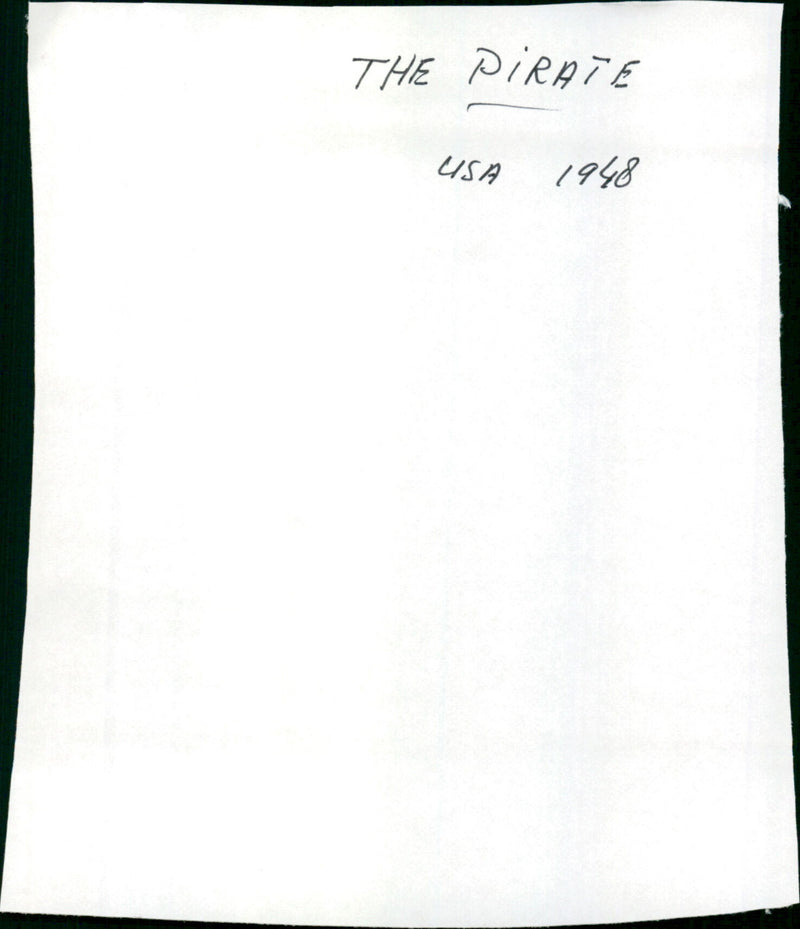 THE PiRATE
USA 1948